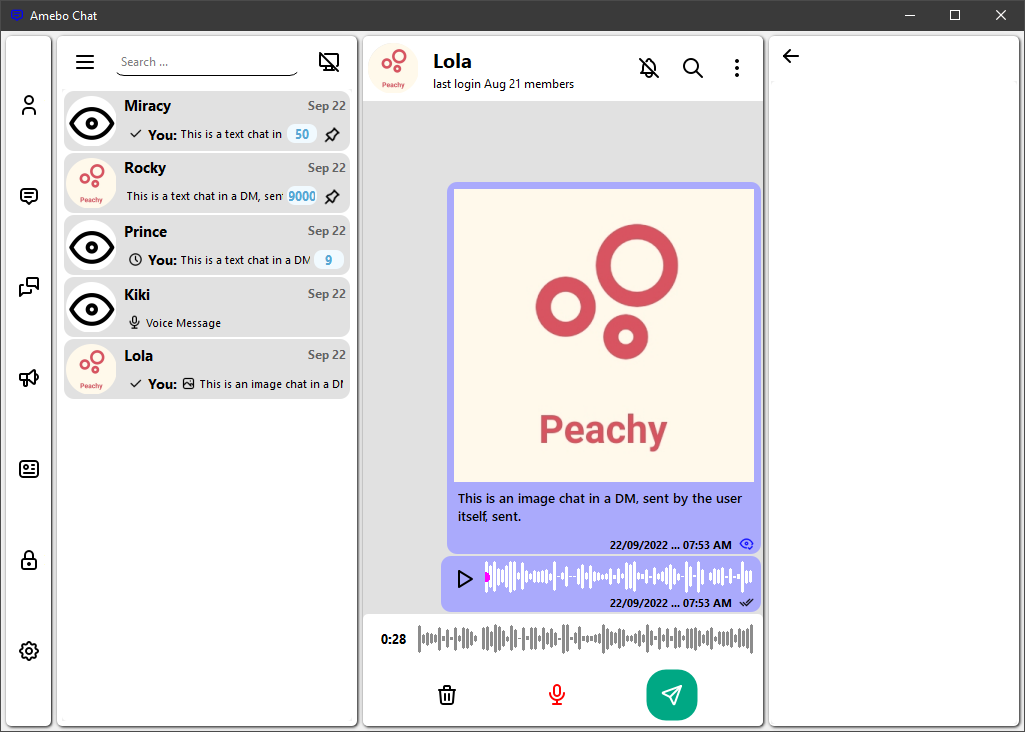 Amebo Chat
Search ...
Miracy Sep 22
You: This is a text chat in 50
Peachy
Rocky Sep 22
This is a text chat in a DM, sen 9000
Prince Sep 22
You: This is a text chat in a DM 9
Kiki Sep 22
Voice Message
Peachy
Lola Sep 22
You: This is an image chat in a DM
Peachy
Lola
last login Aug 21 members
Peachy
This is an image chat in a DM, sent by the user
itself, sent.
22/09/2022 ... 07:53 AM
22/09/2022 ... 07:53 AM
0:28